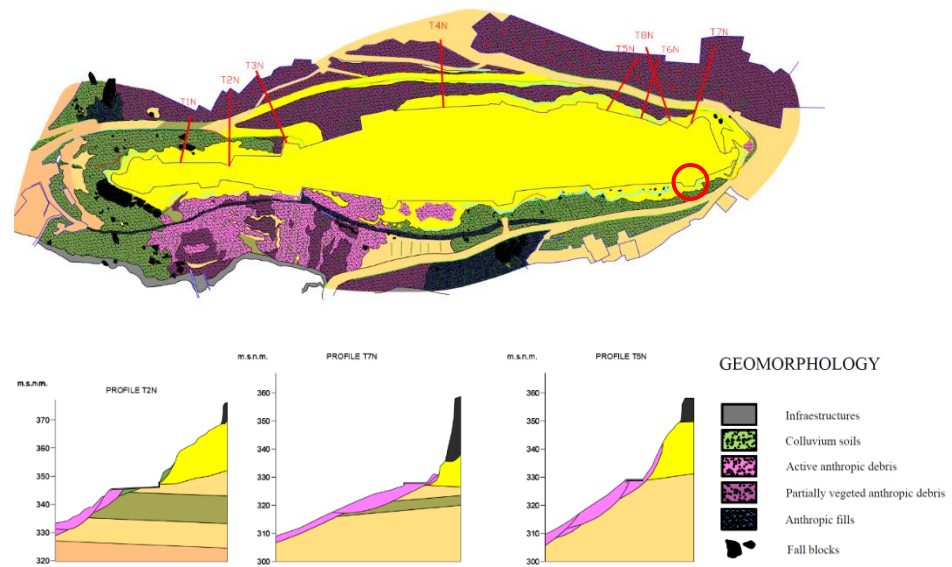 T4N
T8N T7N
T5N T6N
T3N
T2N
T1N
m.s.n.m. PROFILE T7N
m.s.n.m. PROFILE T5N
GEOMORPHOLOGY
m.s.n.m.
PROFILE T2N
370
360
350
340
330
320
360
350
340
330
320
310
300
360
350
340
330
320
310
300
Infraestructures
Colluvium soils
Active anthropic debris
Partially vegeted anthropic debris
Anthropic fills
Fall blocks